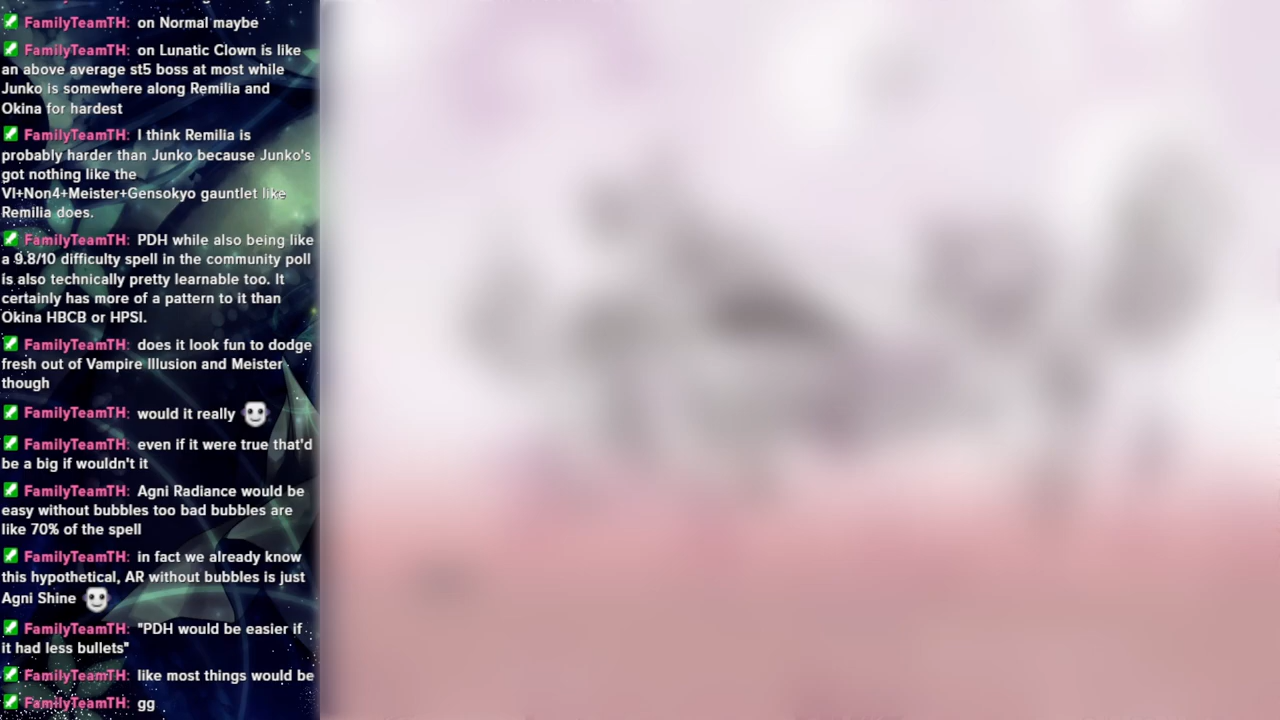 FamilyTeamTH: on Normal maybe
FamilyTeamTH: on Lunatic Clown is like
an above average st5 boss at most while
Junko is somewhere along Remilia and
Okina for hardest
FamilyTeamTH: I think Remilia is
probably harder than Junko because Junko's
got nothing like the
VI+Non4+Meister+Gensokyo gauntlet like
Remilia does.
FamilyTeamTH: PDH while also being like
a 9.8/10 difficulty spell in the community poll
is also technically pretty learnable too. It
certainly has more of a pattern to it than
Okina HBCB or HPSI.
FamilyTeamTH: does it look fun to dodge
fresh out of Vampire Illusion and Meister
though
FamilyTeamTH: would it really
FamilyTeamTH: even if it were true that'd
be a big if wouldn't it
FamilyTeamTH: Agni Radiance would be
easy without bubbles too bad bubbles are
like 70% of the spell
FamilyTeamTH: in fact we already know
this hypothetical, AR without bubbles is just
Agni Shine
FamilyTeamTH: "PDH would be easier if
it had less bullets"
FamilyTeamTH: like most things would be
FamilyTeamTH: gg